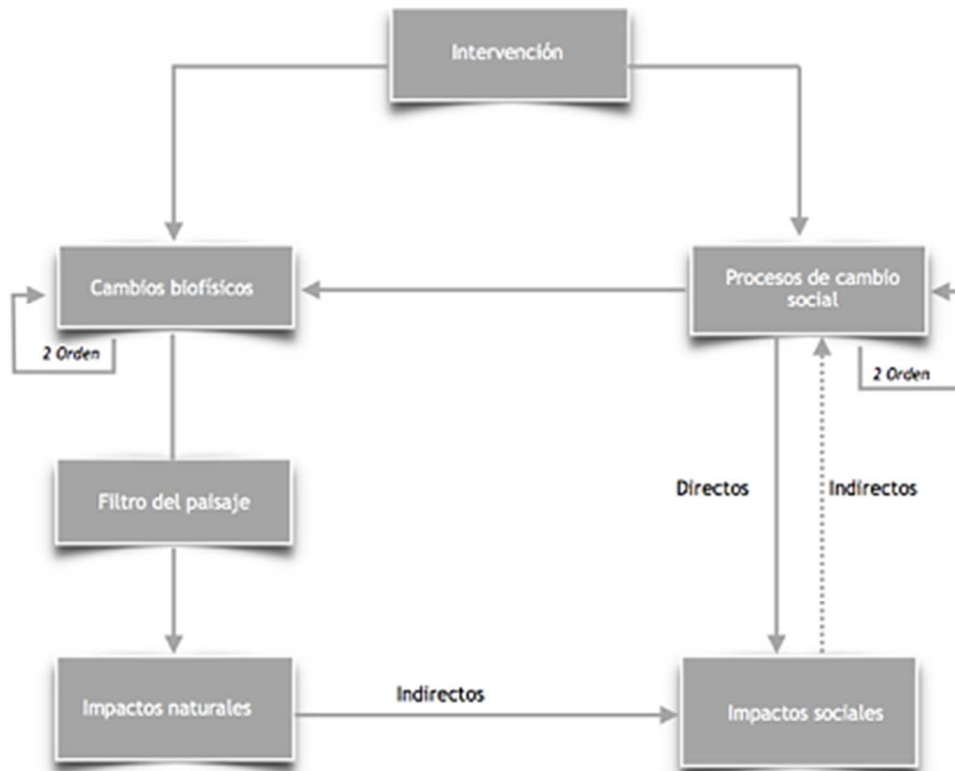 Intervención
Cambios biofísicos
Procesos de cambio
social
2 Orden
2 Orden
Filtro del paisaje
Directos
Indirectos
Impactos naturales
Indirectos
Impactos sociales